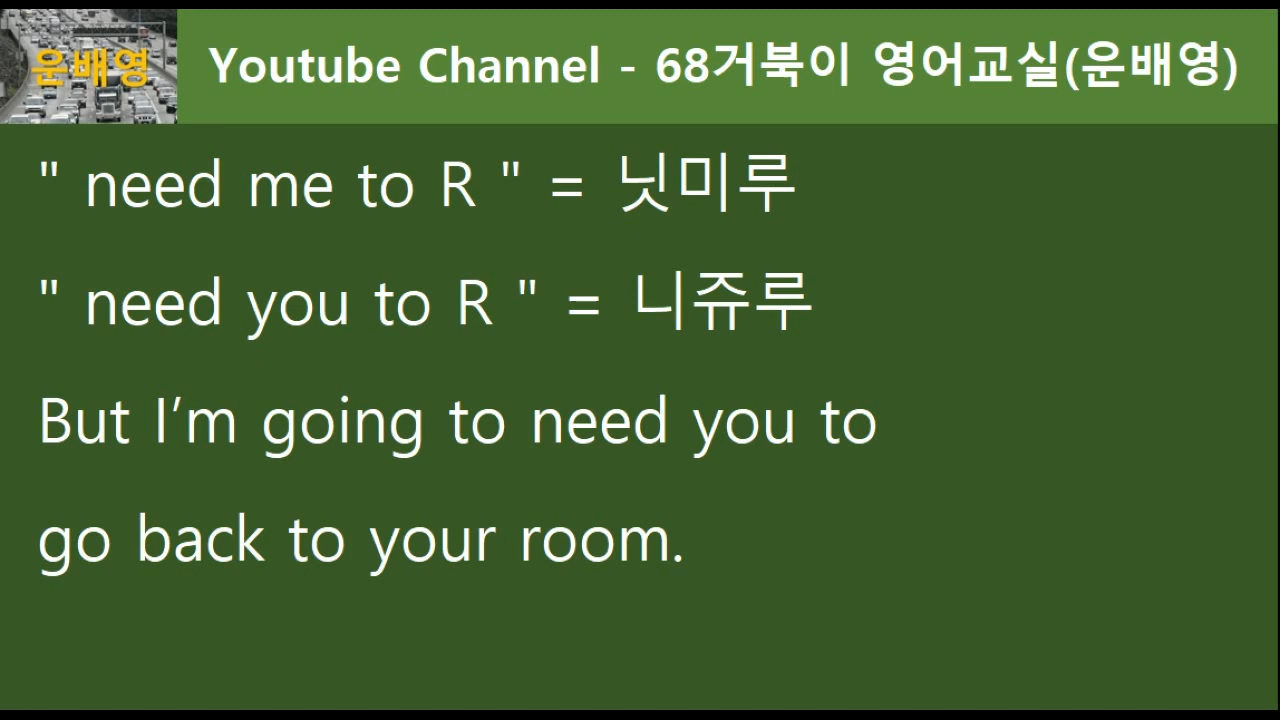 운배영
Youtube Channel - 68거북이 영어교실(운배영)
" need me to R " = 닛미루
" need you to R " = 니쥬루
But I’m going to need you to
go back to your room.